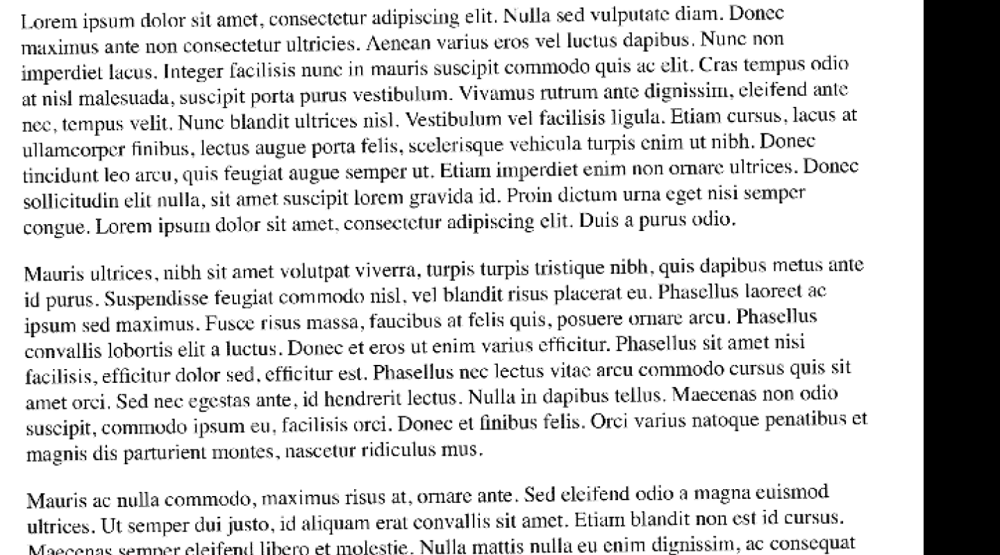 Lorem ipsum dolor sit amet, consectetur adipiscing elit. Nulla sed vulputate diam. Donec
maximus ante non consectetur ultricies. Aenean varius eros vel luctus dapibus. Nunc non
imperdiet lacus. Integer facilisis nunc in mauris suscipit commodo quis ac elit. Cras tempus odio
at nisl malesuada, suscipit porta purus vestibulum. Vivamus rutrum ante dignissim, eleifend ante
nec, tempus velit. Nunc blandit ultrices nisl. Vestibulum vel facilisis ligula. Etiam cursus, lacus at
ullamcorper finibus, lectus augue porta felis, scelerisque vehicula turpis enim ut nibh. Donec
tincidunt leo arcu, quis feugiat augue semper ut. Etiam imperdiet enim non ornare ultrices. Donec
sollicitudin elit nulla, sit amet suscipit lorem gravida id. Proin dictum urna eget nisi semper
congue. Lorem ipsum dolor sit amet, consectetur adipiscing elit. Duis a purus odio.
Mauris ultrices, nibh sit amet volutpat viverra, turpis turpis tristique nibh, quis dapibus metus ante
id purus. Suspendisse feugiat commodo nisl, vel blandit risus placerat eu. Phasellus laoreet ac
ipsum sed maximus. Fusce risus massa, faucibus at felis quis, posuere ornare arcu. Phasellus
convallis lobortis elit a luctus. Donec et eros ut enim varius efficitur. Phasellus sit amet nisi
facilisis, efficitur dolor sed, efficitur est. Phasellus nec lectus vitae arcu commodo cursus quis sit
amet orci. Sed nec egestas ante, id hendrerit lectus. Nulla in dapibus tellus. Maecenas non odio
suscipit, commodo ipsum eu, facilisis orci. Donec et finibus felis. Orci varius natoque penatibus et
magnis dis parturient montes, nascetur ridiculus mus.
Mauris ac nulla commodo, maximus risus at, ornare ante. Sed eleifend odio a magna euismod
ultrices. Ut semper dui justo, id aliquam erat convallis sit amet. Etiam blandit non est id cursus.
Maecenas semper eleifend libero et molestie. Nulla mattis nulla eu enim dignissim, ac consequat